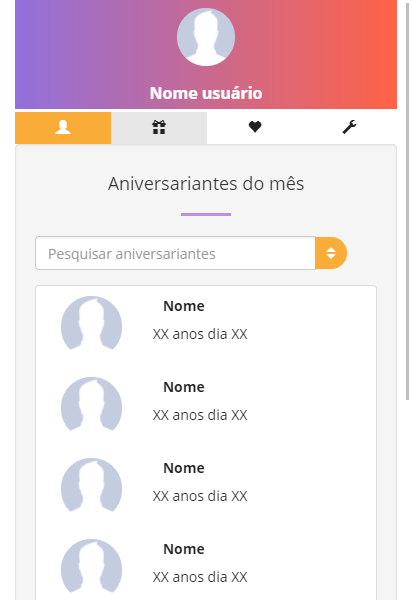 Nome usuário
Aniversariantes do mês
Pesquisar aniversariantes
Nome
XX anos dia XX
Nome
XX anos dia XX
Nome
XX anos dia XX
Nome
XX anos dia XX